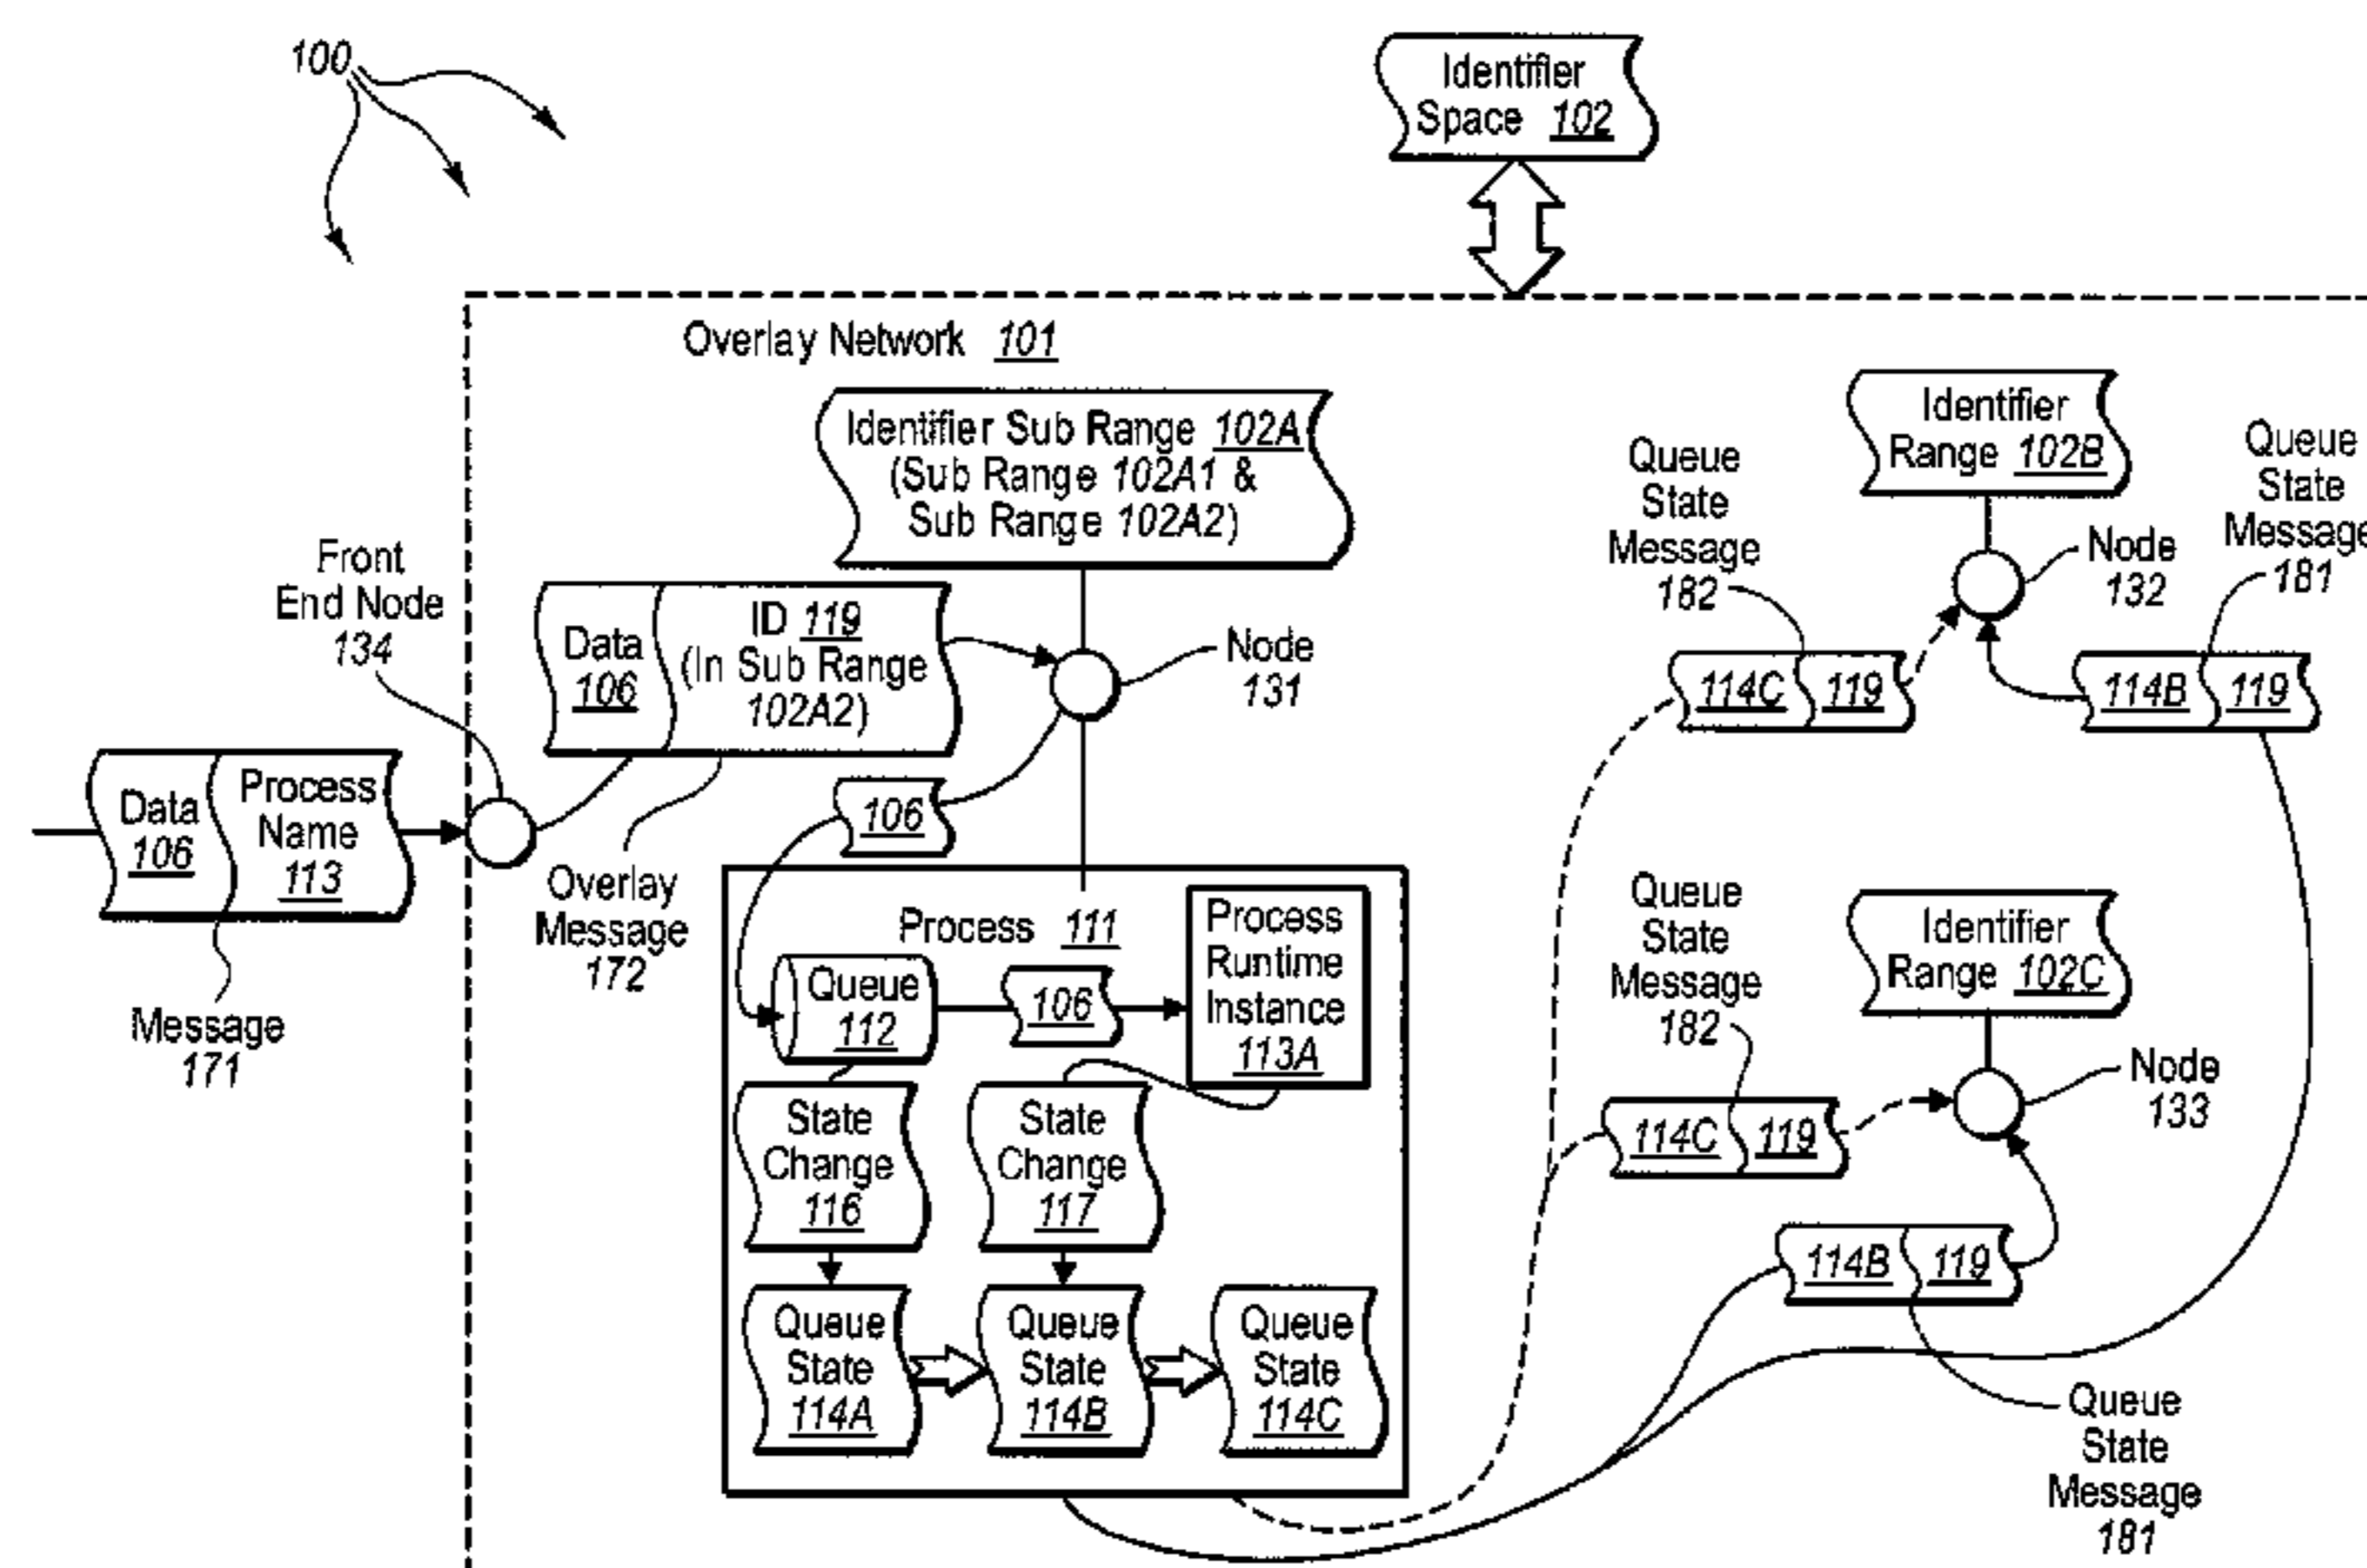 100
Identifier
Space 102
Overlay Network 101
Identifier Sub Range 102A
(Sub Range 102A1 &
Sub Range 102A2)
Identifier
Range 102B
Queue
State
Message
182
Queue
State
Message
181
Node
132
114C 119
114B 119
Front
End Node
134
Data
106
ID 119
(In Sub Range
102A2)
Node
131
Data
106
Process
Name
113
Message
171
Overlay
Message
172
106
Process 111
Queue
112
106
Process
Runtime
Instance
113A
State
Change
116
State
Change
117
Queue
State
114A
Queue
State
114B
Queue
State
114C
Queue
State
Message
182
Identifier
Range 102C
Node
133
114C 119
114B 119
Queue
State
Message
181